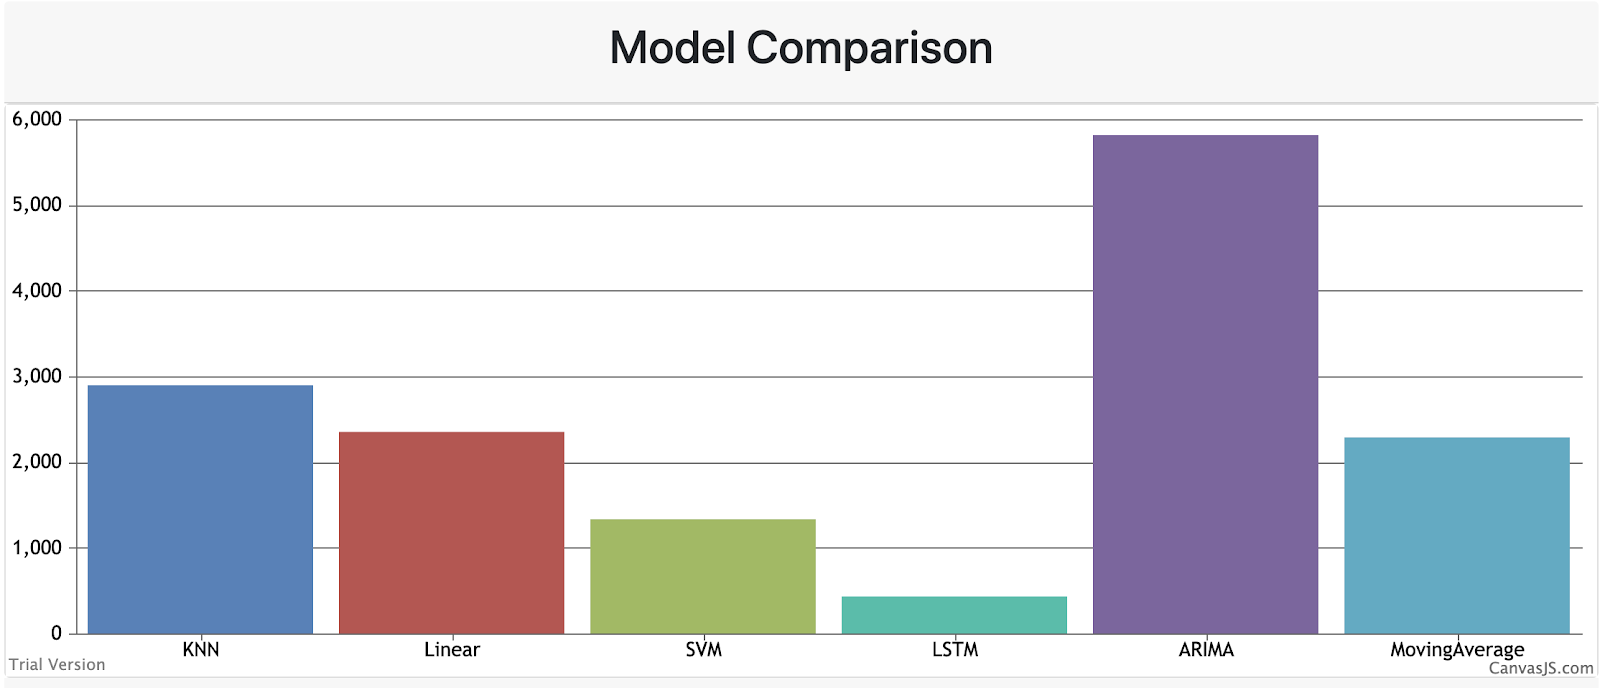 Model Comparison
6,000
5,000
4,000
3,000
2,000
1,000
0
KNN Linear SVM LSTM ARIMA MovingAverage
Trial Version
CanvasJS.com